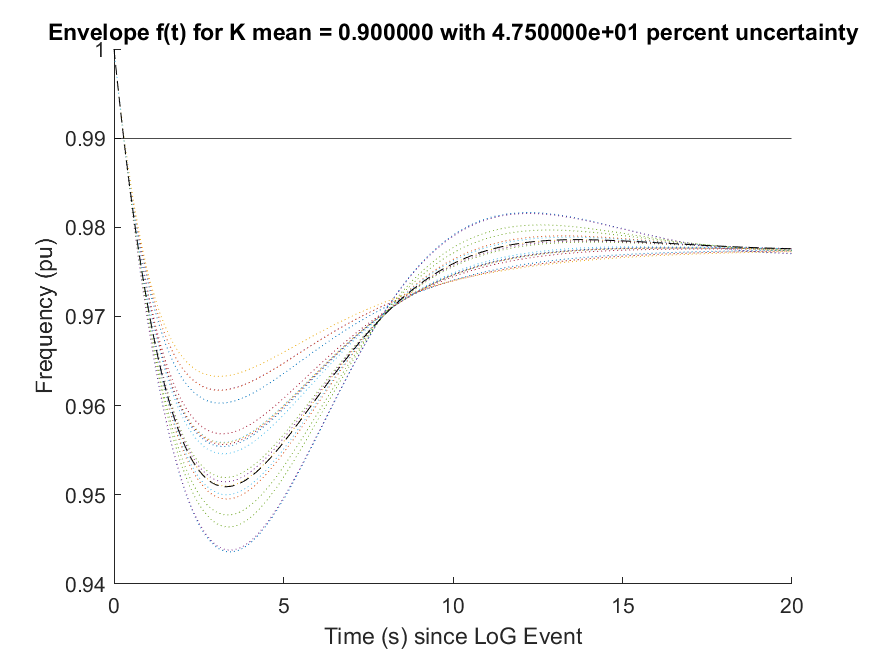 Envelope f(t) for K mean = 0.900000 with 4.750000e+01 percent uncertainty
1
0.99
0.98
0.97
0.96
0.95
0.94
Frequency (pu)
0 5 10 15 20
Time (s) since LoG Event